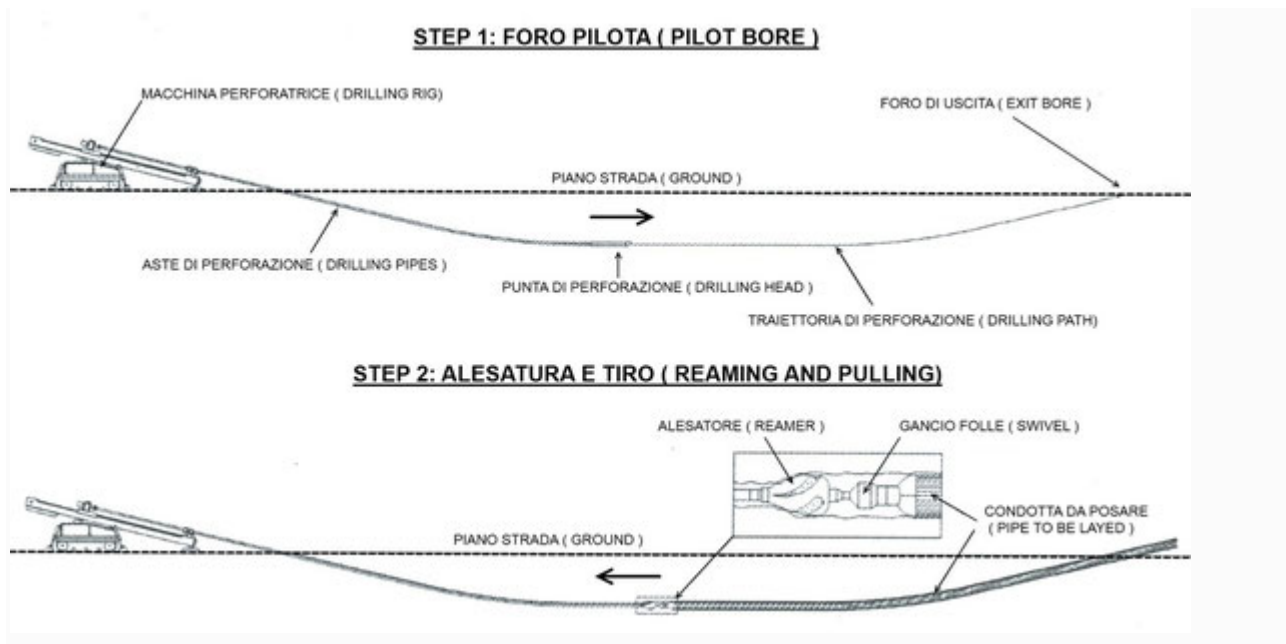 STEP 1: FORO PILOTA ( PILOT BORE )
MACCHINA PERFORATRICE ( DRILLING RIG)
FORO DI USCITA ( EXIT BORE )
PIANO STRADA ( GROUND )
ASTE DI PERFORAZIONE ( DRILLING PIPES )
PUNTA DI PERFORAZIONE ( DRILLING HEAD )
TRAIETTORIA DI PERFORAZIONE ( DRILLING PATH)
STEP 2: ALESATURA E TIRO ( REAMING AND PULLING)
ALESATORE ( REAMER )
GANCIO FOLLE ( SWIVEL )
CONDOTTA DA POSARE
( PIPE TO BE LAYED )
PIANO STRADA ( GROUND )